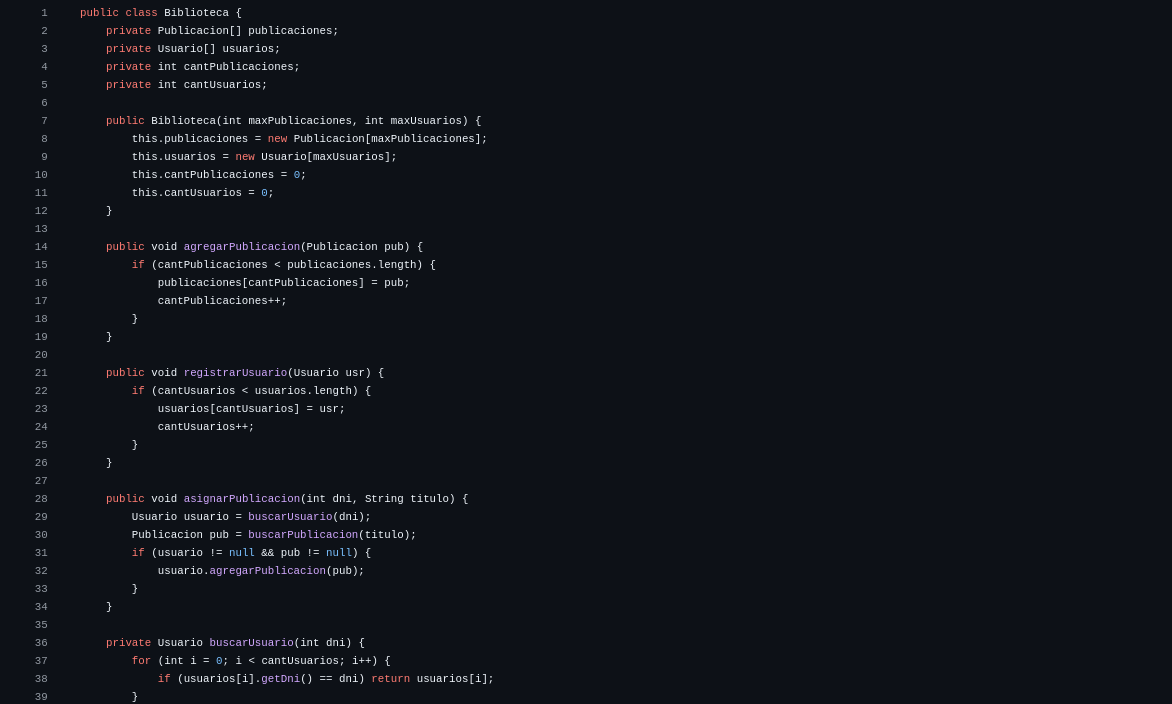 1 public class Biblioteca {
2 private Publicacion[] publicaciones;
3 private Usuario[] usuarios;
4 private int cantPublicaciones;
5 private int cantUsuarios;
6
7 public Biblioteca(int maxPublicaciones, int maxUsuarios) {
8 this.publicaciones = new Publicacion[maxPublicaciones];
9 this.usuarios = new Usuario[maxUsuarios];
10 this.cantPublicaciones = 0;
11 this.cantUsuarios = 0;
12 }
13
14 public void agregarPublicacion(Publicacion pub) {
15 if (cantPublicaciones < publicaciones.length) {
16 publicaciones[cantPublicaciones] = pub;
17 cantPublicaciones++;
18 }
19 }
20
21 public void registrarUsuario(Usuario usr) {
22 if (cantUsuarios < usuarios.length) {
23 usuarios[cantUsuarios] = usr;
24 cantUsuarios++;
25 }
26 }
27
28 public void asignarPublicacion(int dni, String titulo) {
29 Usuario usuario = buscarUsuario(dni);
30 Publicacion pub = buscarPublicacion(titulo);
31 if (usuario != null && pub != null) {
32 usuario.agregarPublicacion(pub);
33 }
34 }
35
36 private Usuario buscarUsuario(int dni) {
37 for (int i = 0; i < cantUsuarios; i++) {
38 if (usuarios[i].getDni() == dni) return usuarios[i];
39 }